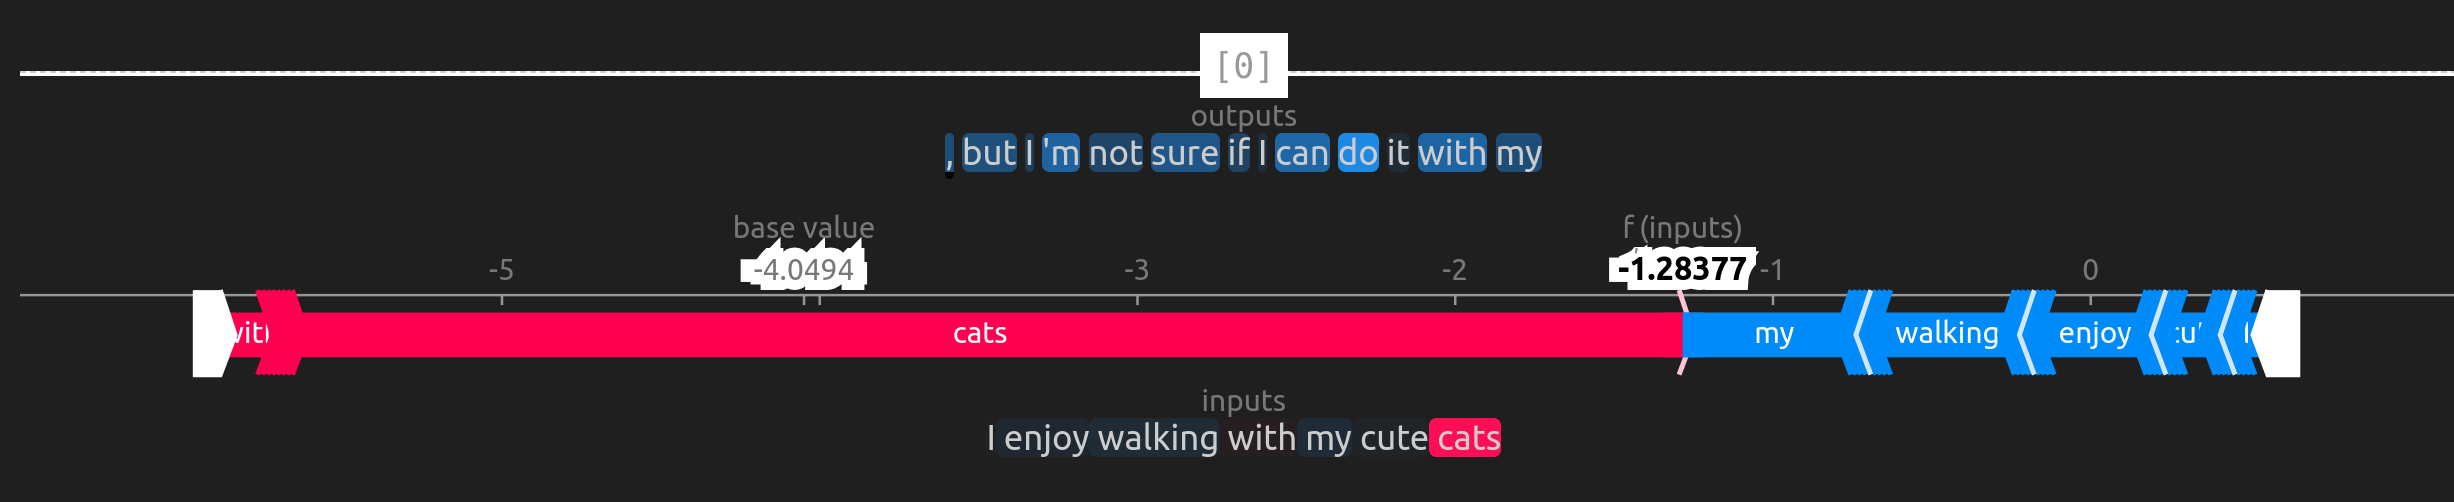 [0]
outputs
, but I 'm not sure if I can do it with my
base value f (inputs)
-5 -4.0494 -3 -2 -1.28377 -1 0
cats my walking enjoy
inputs
I enjoy walking with my cute cats